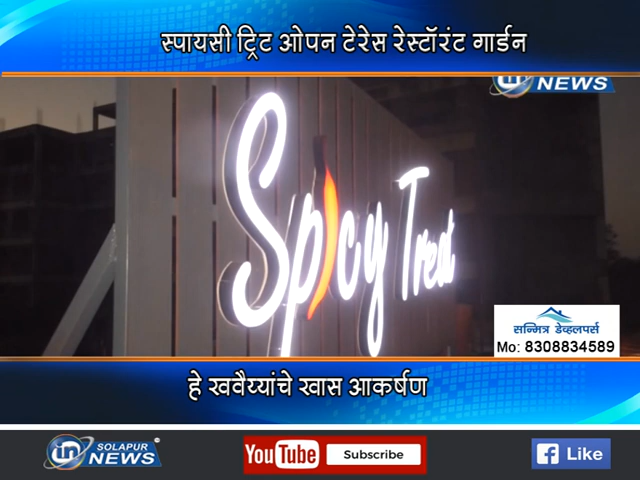 स्पायसी ट्रिट ओपन टेरेस रेस्टॉरंट गार्डन
in NEWS
Spicy Treat
सन्मित्र डेव्हलपर्स
Mo: 8308834589
हे खवैय्यांचे खास आकर्षण
in SOLAPUR NEWS
YouTube Subscribe
f Like